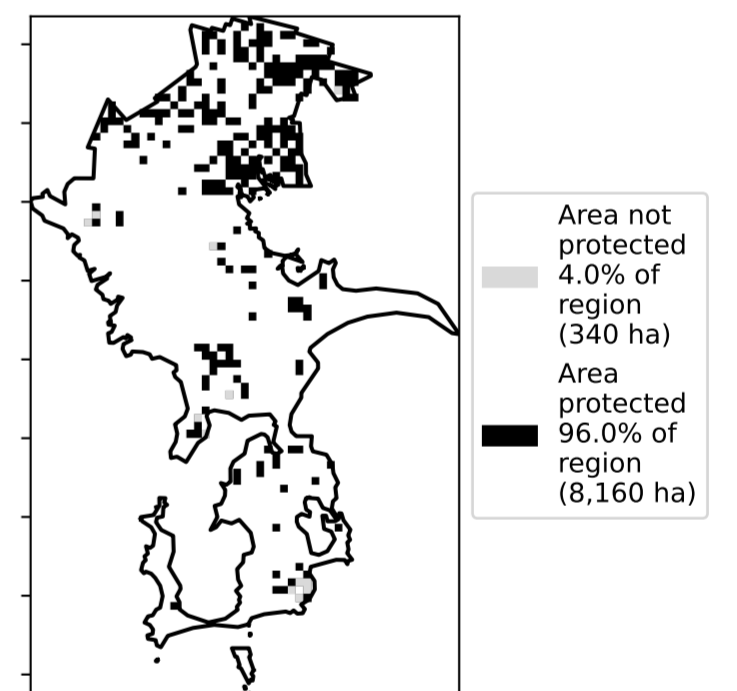 Area not
protected
4.0% of
region
(340 ha)
Area
protected
96.0% of
region
(8,160 ha)